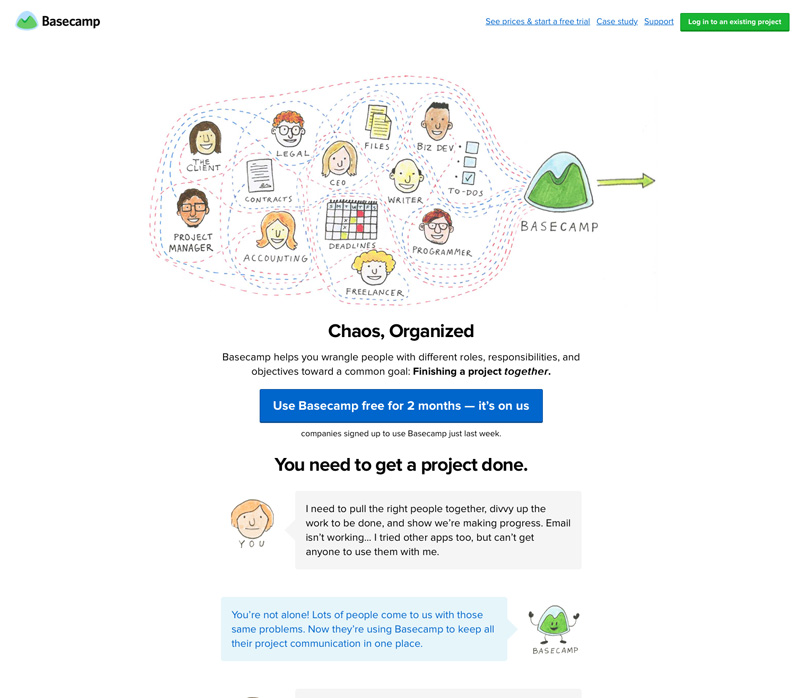 Basecamp
See prices & start a free trial Case study Support Log in to an existing project
THE
CLIENT
LEGAL
FILES
BIZ DEV
CONTRACTS
CEO
WRITER
TO-DOS
BASECAMP
PROJECT
MANAGER
ACCOUNTING
S M T W T F S
DEADLINES
PROGRAMMER
FREELANCER
Chaos, Organized
Basecamp helps you wrangle people with different roles, responsibilities, and
objectives toward a common goal: Finishing a project together.
Use Basecamp free for 2 months — it's on us
companies signed up to use Basecamp just last week.
You need to get a project done.
I need to pull the right people together, divvy up the
work to be done, and show we're making progress. Email
isn't working... I tried other apps too, but can't get
anyone to use them with me.
YOU
You're not alone! Lots of people come to us with those
same problems. Now they're using Basecamp to keep all
their project communication in one place.
BASECAMP